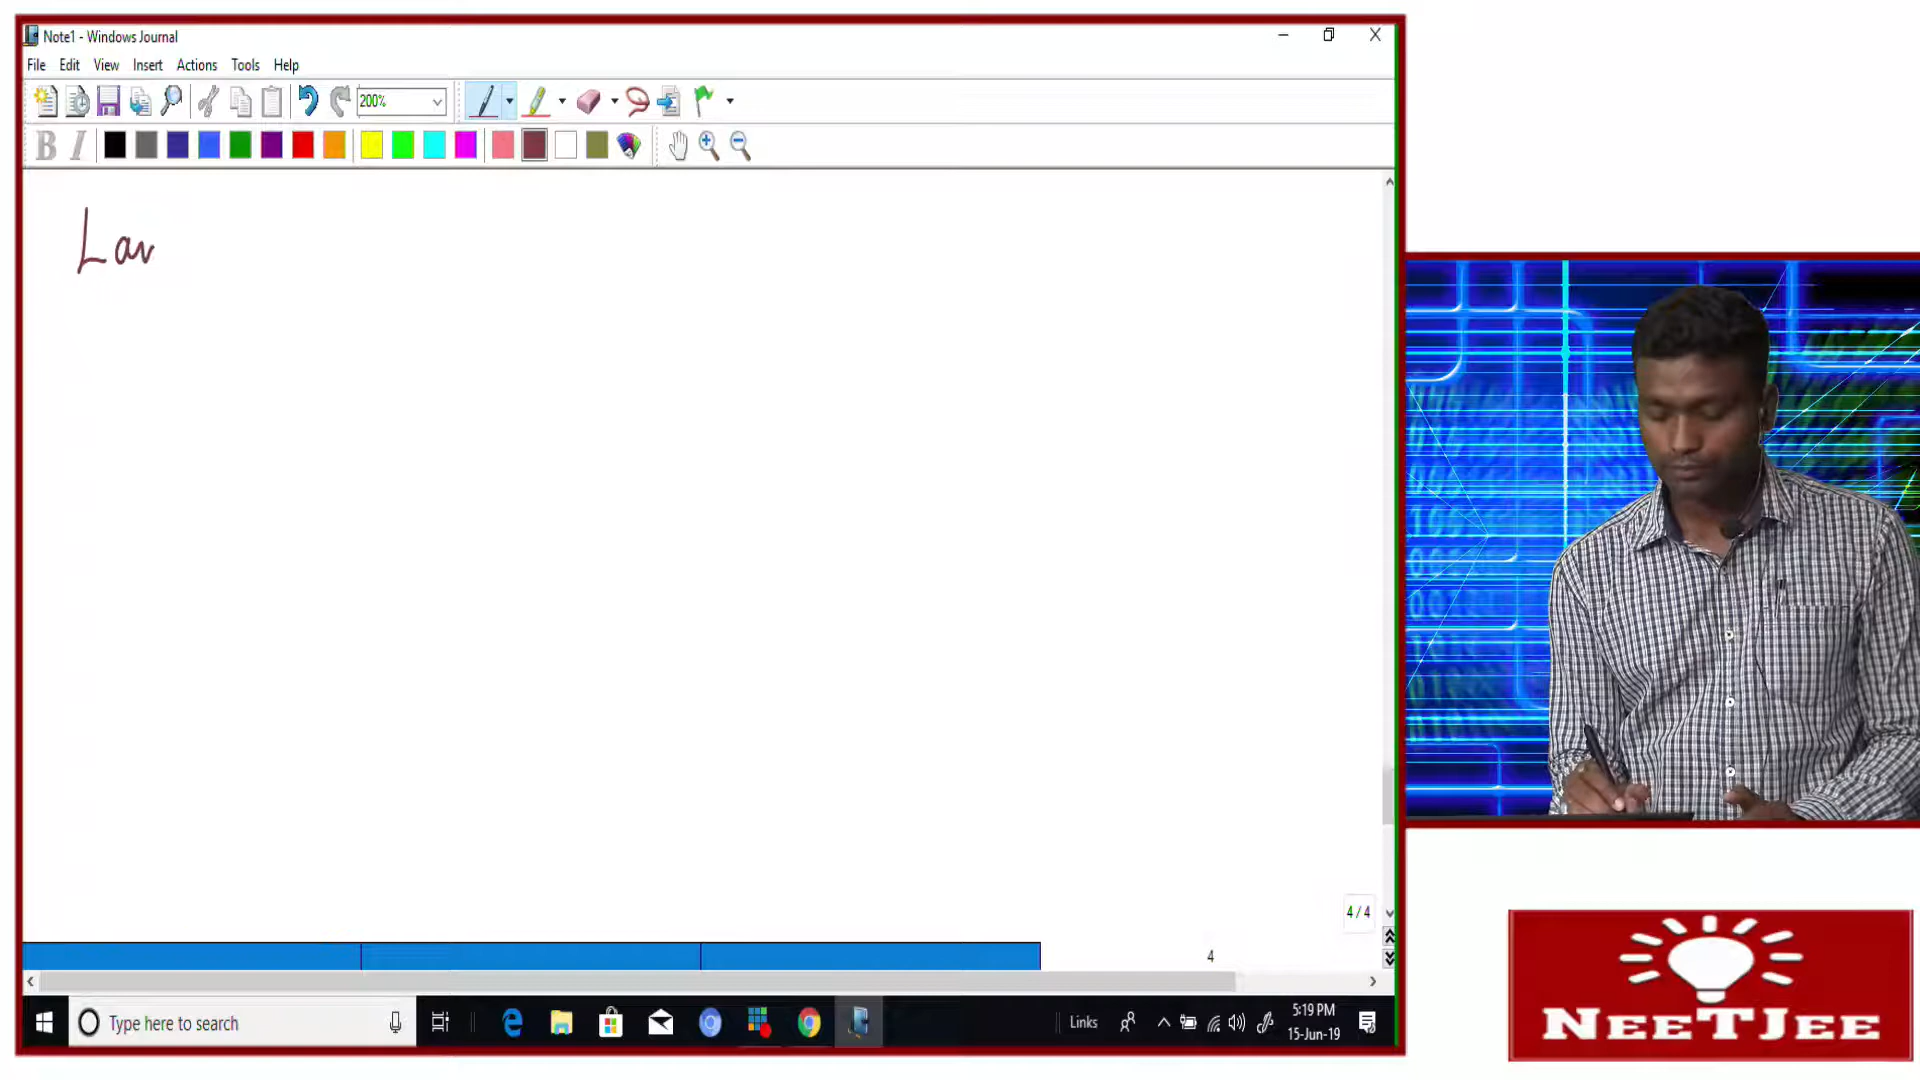 Note1 - Windows Journal
File Edit View Insert Actions Tools Help
200%
B I
Lav
4 / 4
4
Type here to search
Links
5:19 PM
15-Jun-19
NEETJEE